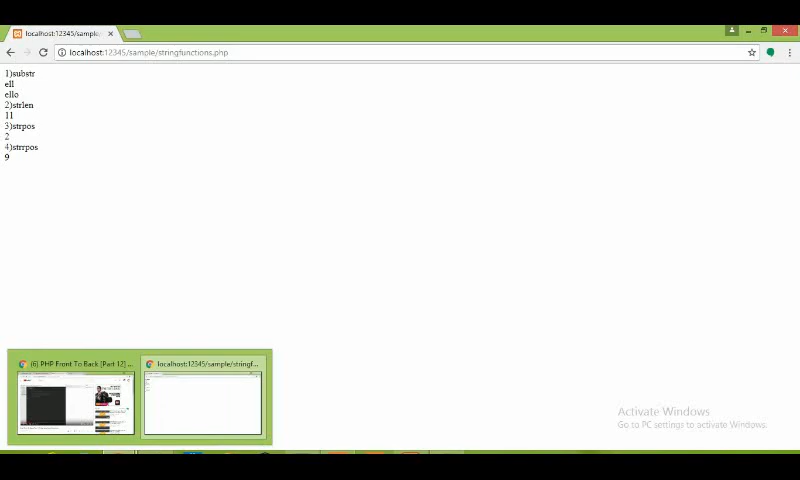 localhost:12345/sample.
localhost:12345/sample/stringfunctions.php
1)substr
ell
ello
2)strlen
11
3)strpos
2
4)strrpos
9
(6) PHP Front To Back [Part 12] ...
localhost:12345/sample/stringf...
Activate Windows
Go to PC settings to activate Windows.